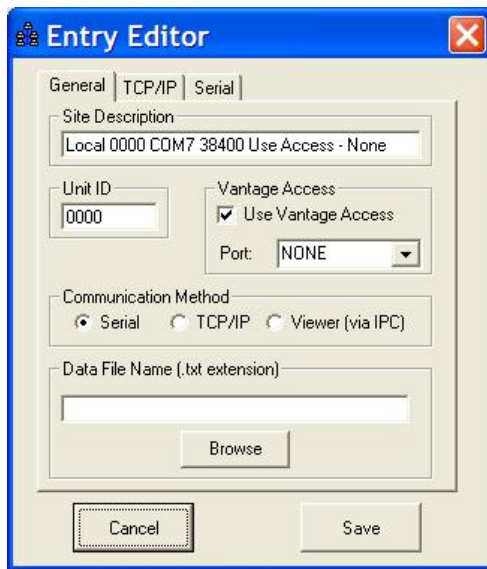 Entry Editor
General TCP/IP Serial
Site Description
Local 0000 COM7 38400 Use Access - None
Unit ID
0000
Vantage Access
Use Vantage Access
Port: NONE
Communication Method
Serial TCP/IP Viewer (via IPC)
Data File Name (.txt extension)
Browse
Cancel Save